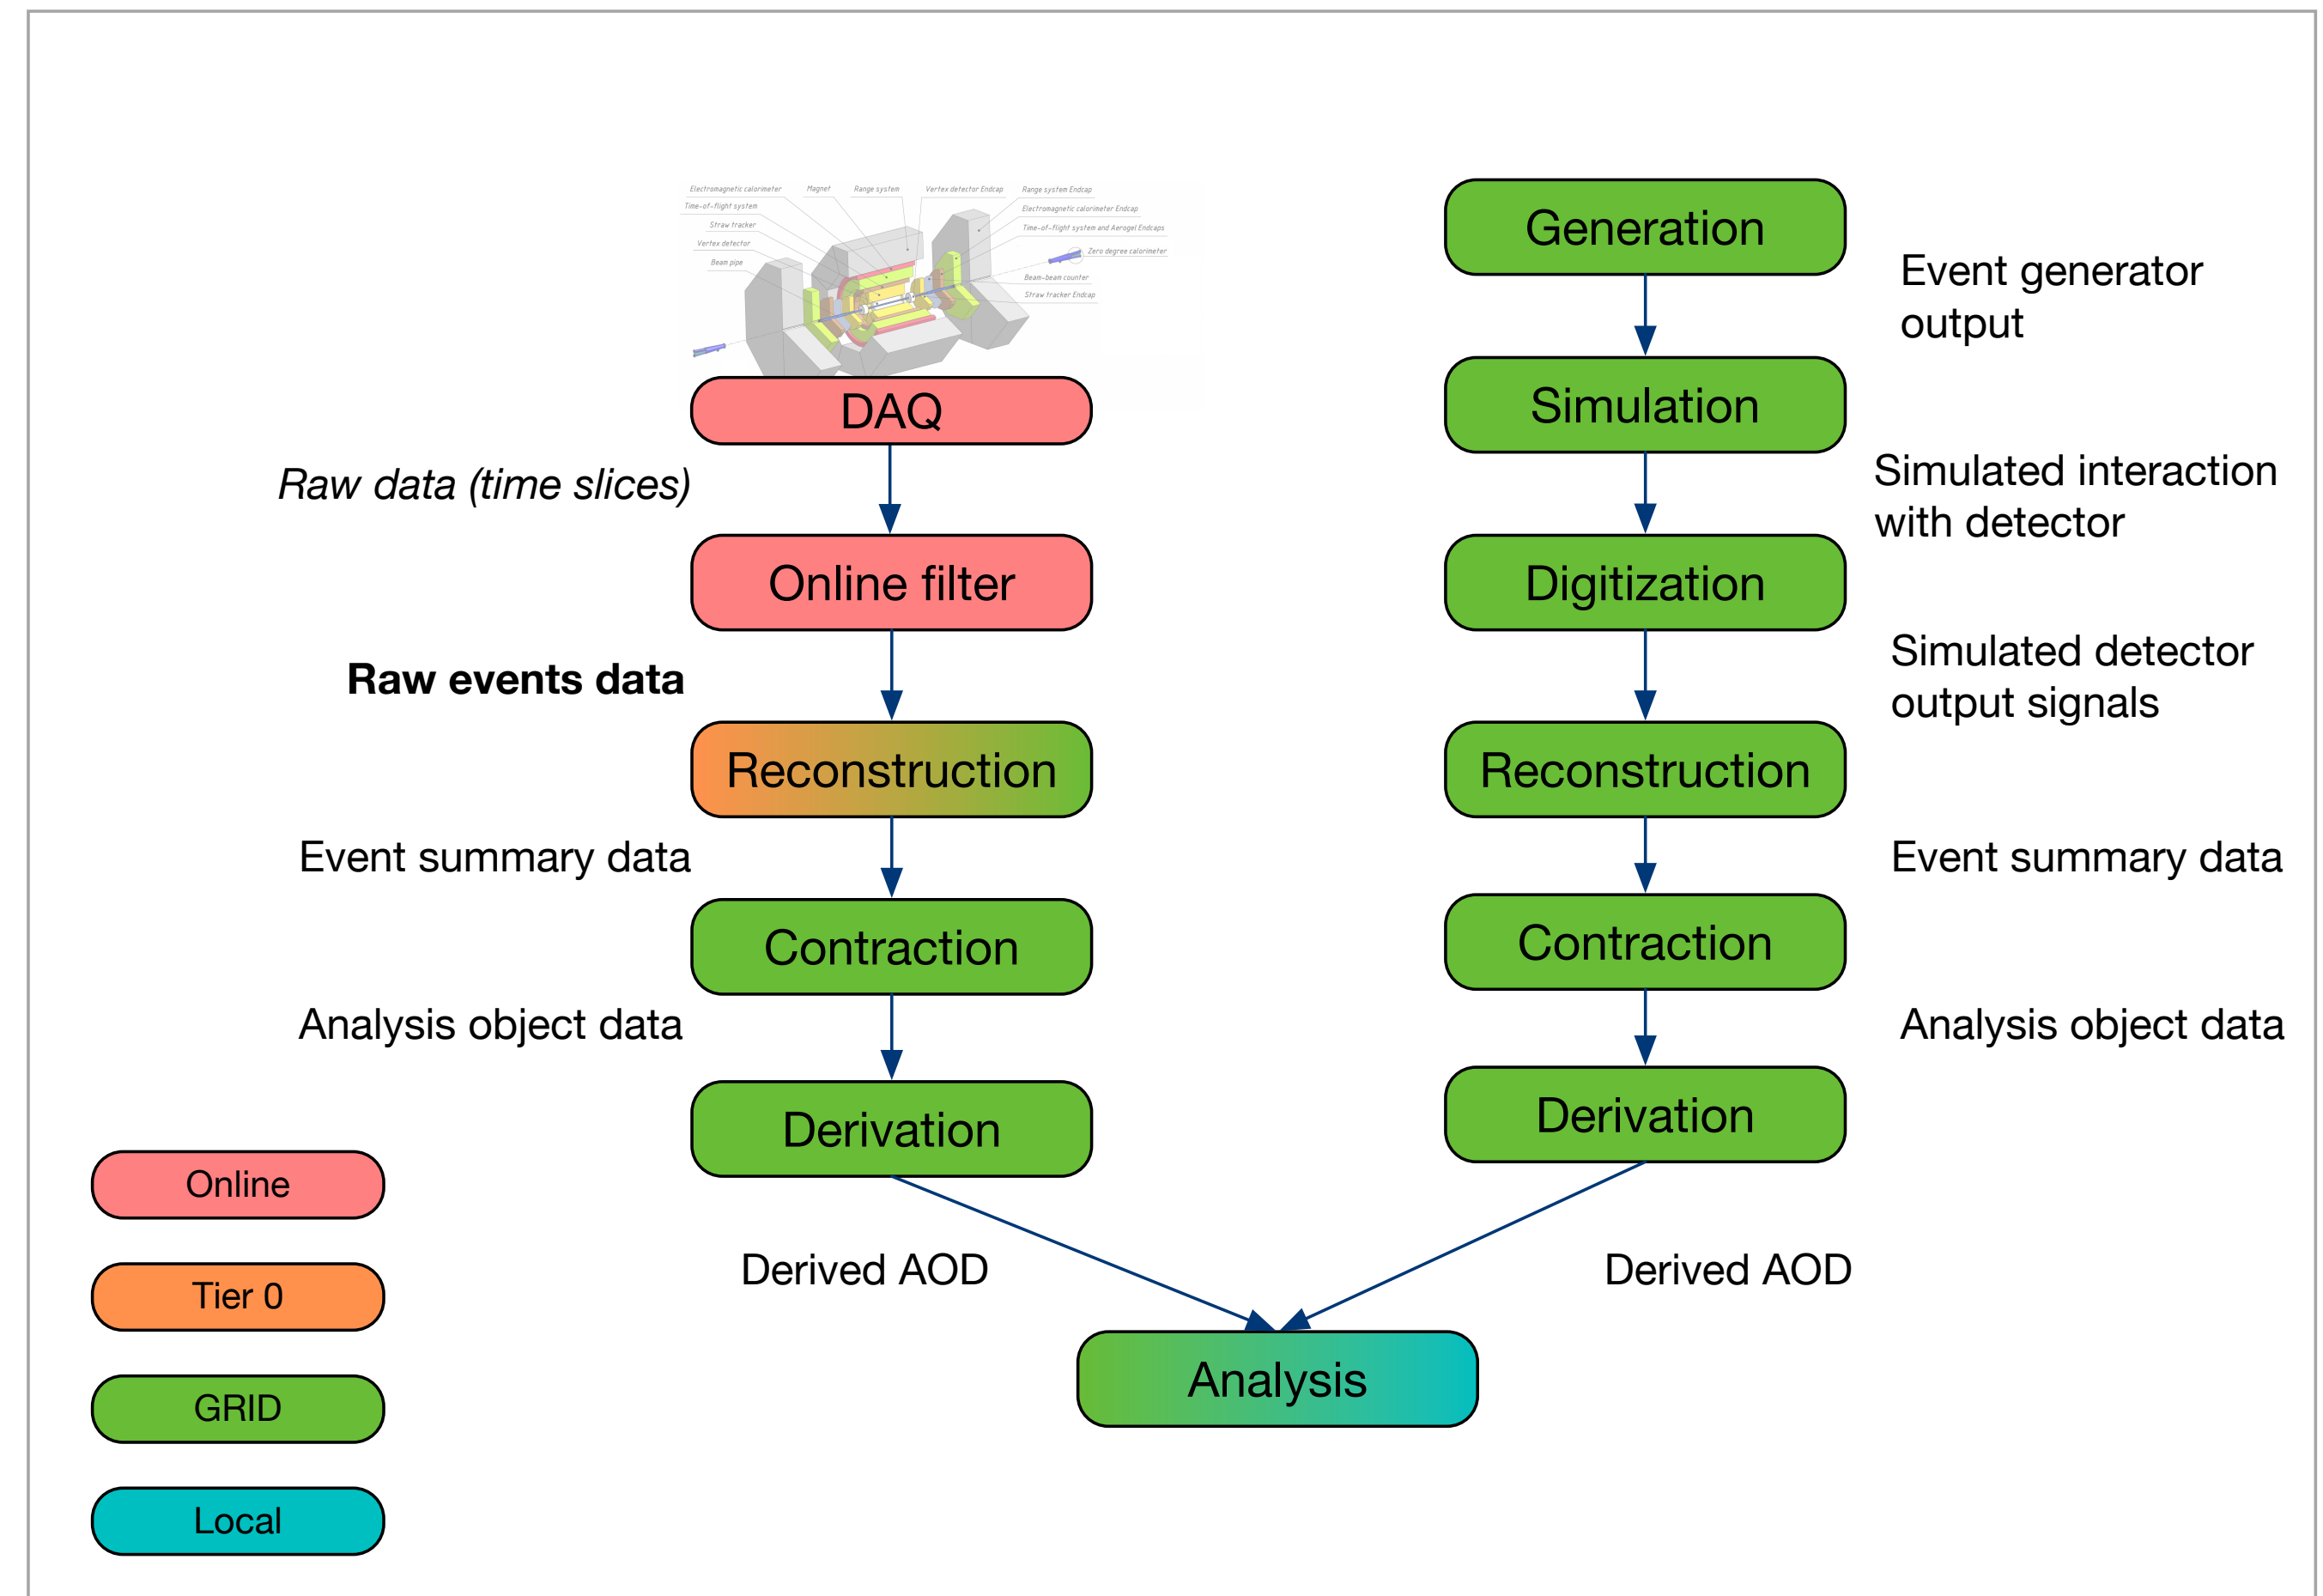 Electromagnetic calorimeter
Magnet
Range system
Vertex detector Endcap
Range system Endcap
Time-of-flight system
Electromagnetic calorimeter Endcap
Straw tracker
Time-of-flight system and Aerogel Endcaps
Vertex detector
Zero degree calorimeter
Beam pipe
Beam-beam counter
Straw tracker Endcap
DAQ
Raw data (time slices)
Online filter
Raw events data
Reconstruction
Event summary data
Contraction
Analysis object data
Derivation
Derived AOD
Generation
Event generator
output
Simulation
Simulated interaction
with detector
Digitization
Simulated detector
output signals
Reconstruction
Event summary data
Contraction
Analysis object data
Derivation
Derived AOD
Analysis
Online
Tier 0
GRID
Local